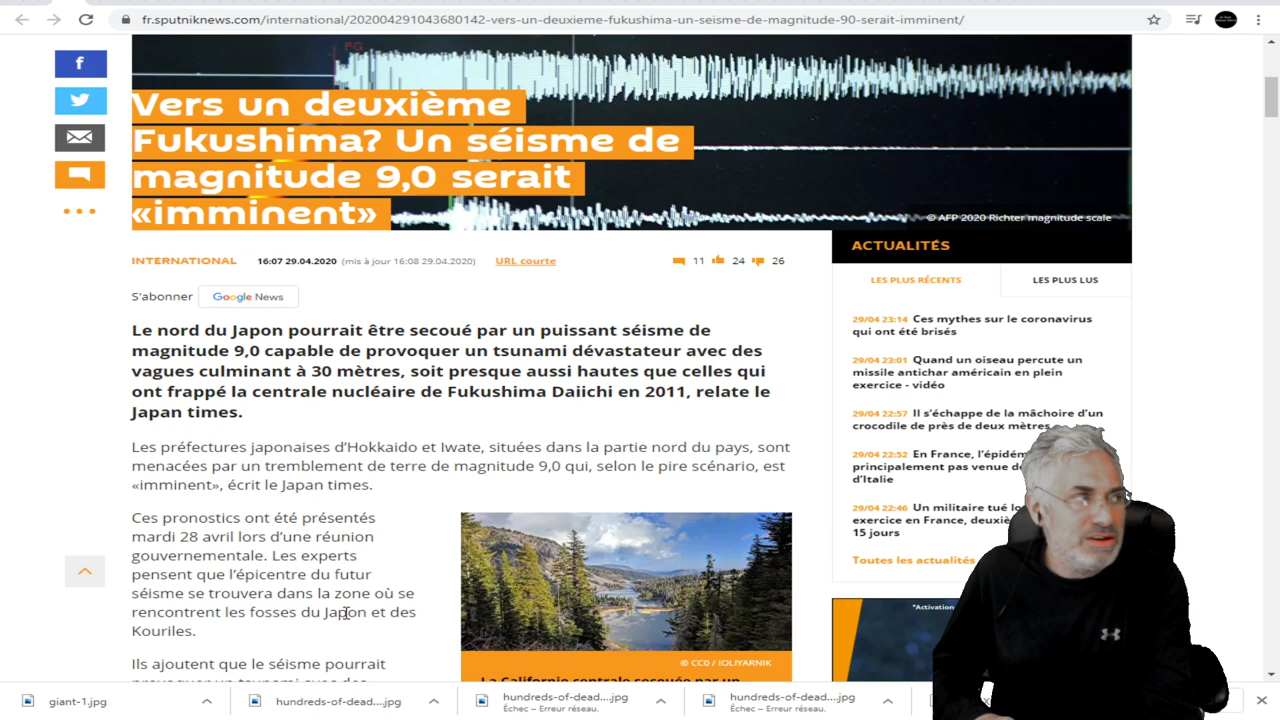 fr.sputniknews.com/international/202004291043680142-vers-un-deuxieme-fukushima-un-seisme-de-magnitude-90-serait-imminent/
PG
Vers un deuxième
Fukushima? Un séisme de
magnitude 9,0 serait
«imminent»
© AFP 2020 Richter magnitude scale
INTERNATIONAL 16:07 29.04.2020 (mis à jour 16:08 29.04.2020) URL courte 11 24 26
S'abonner Google News
Le nord du Japon pourrait être secoué par un puissant séisme de
magnitude 9,0 capable de provoquer un tsunami dévastateur avec des
vagues culminant à 30 mètres, soit presque aussi hautes que celles qui
ont frappé la centrale nucléaire de Fukushima Daiichi en 2011, relate le
Japan times.
Les préfectures japonaises d'Hokkaido et Iwate, situées dans la partie nord du pays, sont
menacées par un tremblement de terre de magnitude 9,0 qui, selon le pire scénario, est
«imminent», écrit le Japan times.
Ces pronostics ont été présentés
mardi 28 avril lors d'une réunion
gouvernementale. Les experts
pensent que l'épicentre du futur
séisme se trouvera dans la zone où se
rencontrent les fosses du Japon et des
Kouriles.
Ils ajoutent que le séisme pourrait
provoquer un tsunami avec des
© CC0 / IOLIYARNIK
La Californie centrale secouée par un
ACTUALITÉS
LES PLUS RÉCENTS LES PLUS LUS
29/04 23:14 Ces mythes sur le coronavirus
qui ont été brisés
29/04 23:01 Quand un oiseau percute un
missile antichar américain en plein
exercice - vidéo
29/04 22:57 Il s'échappe de la mâchoire d'un
crocodile de près de deux mètres
29/04 22:52 En France, l'épidém
principalement pas venue de
d'Italie
29/04 22:46 Un militaire tué lo
exercice en France, deuxiè
15 jours
Toutes les actualités
"Activation
giant-1.jpg
hundreds-of-dead....jpg
hundreds-of-dead....jpg
Échec – Erreur réseau.
hundreds-of-dead....jpg
Échec – Erreur réseau.